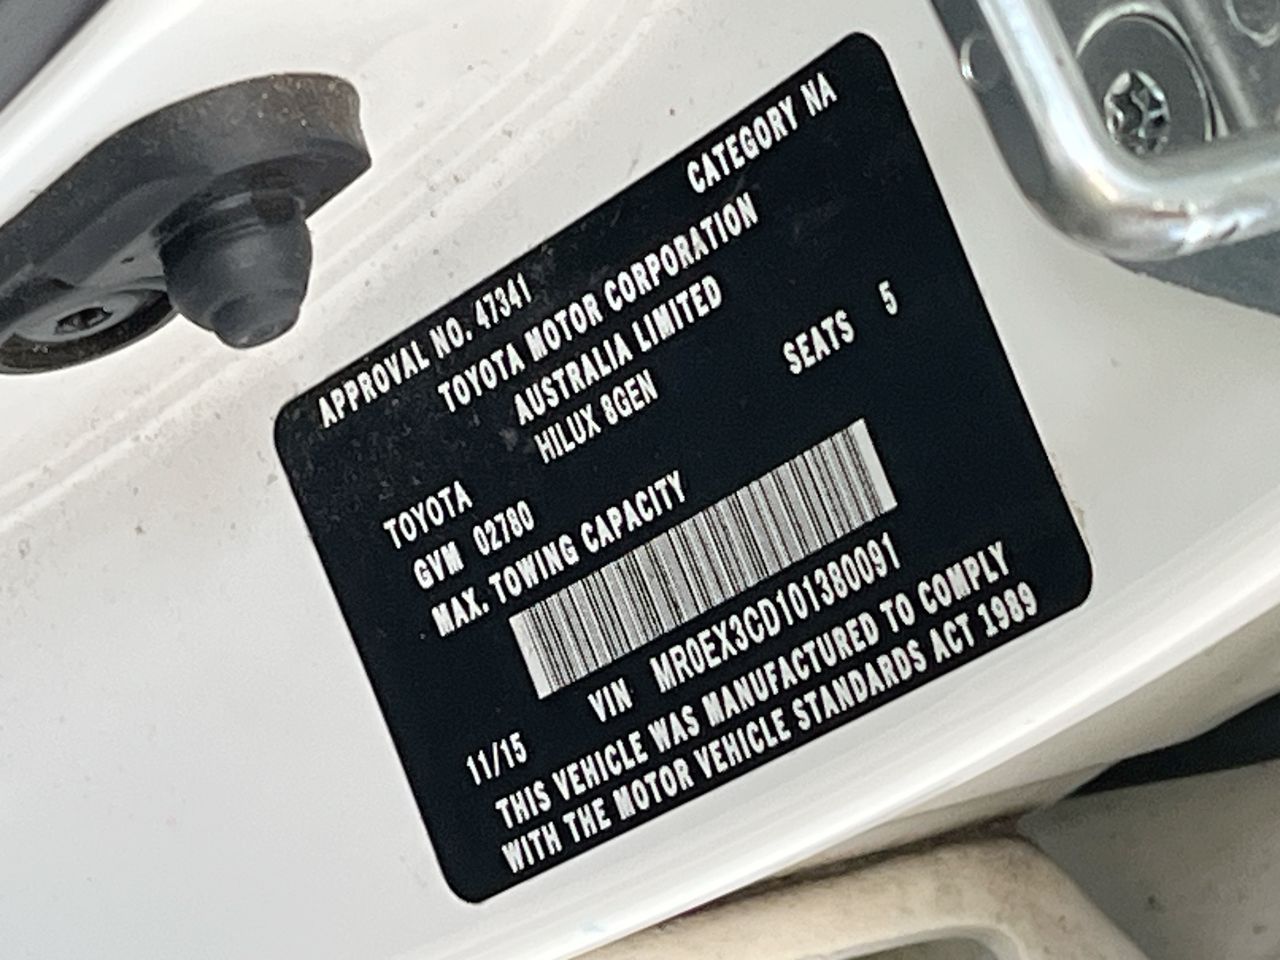 APPROVAL NO. 47341 CATEGORY NA
TOYOTA MOTOR CORPORATION
AUSTRALIA LIMITED
TOYOTA HILUX 8GEN
GVM 02780 SEATS 5
MAX. TOWING CAPACITY
11/15 VIN MR0EX3CD101380091
THIS VEHICLE WAS MANUFACTURED TO COMPLY
WITH THE MOTOR VEHICLE STANDARDS ACT 1989